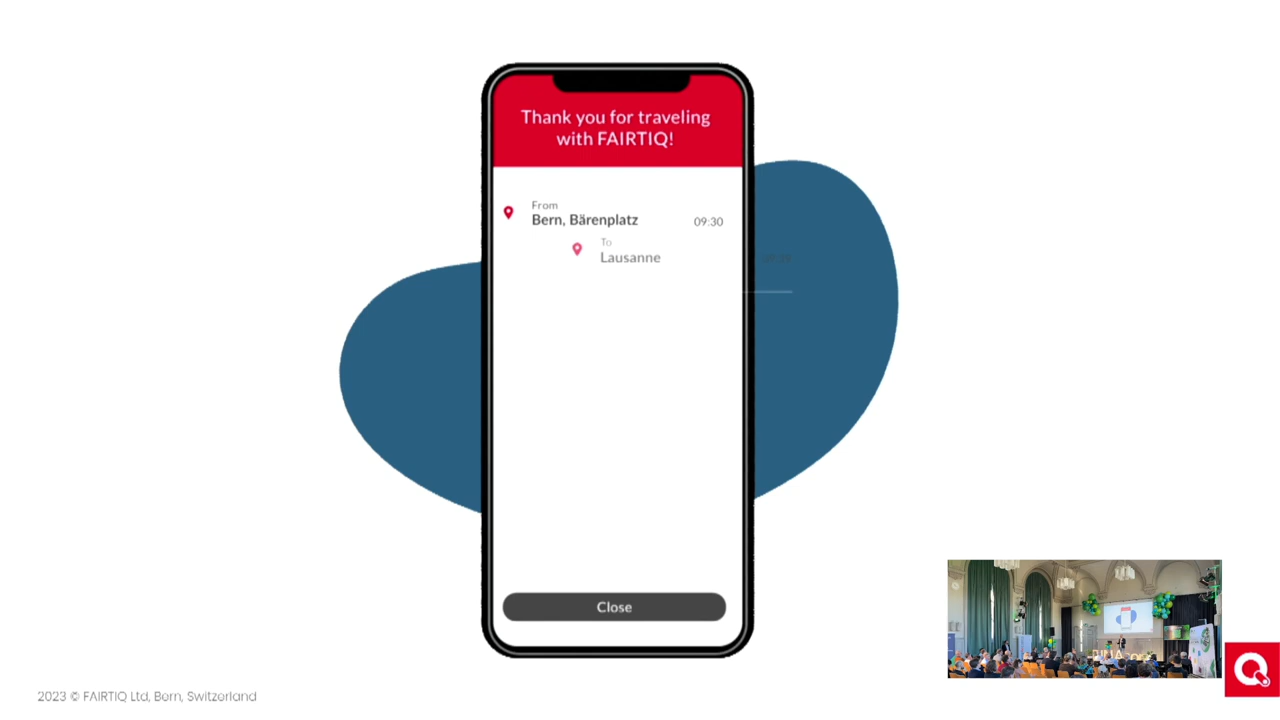 Thank you for traveling
with FAIRTIQ!
From
Bern, Bärenplatz
09:30
To
Lausanne
Close
2023 © FAIRTIQ Ltd, Bern, Switzerland